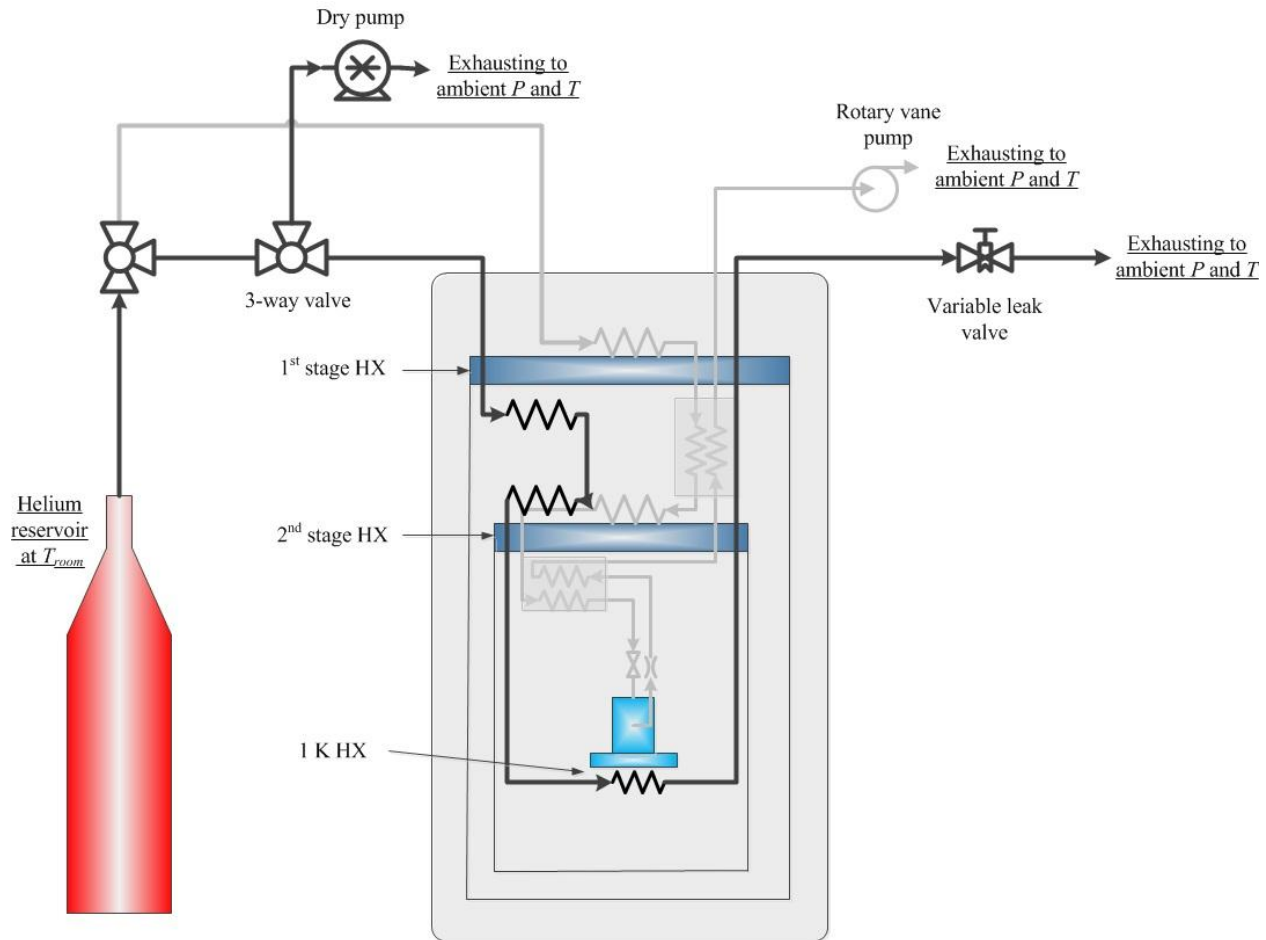 Dry pump
Exhausting to
ambient P and T
Rotary vane
pump
Exhausting to
ambient P and T
Exhausting to
ambient P and T
3-way valve
Variable leak
valve
1st stage HX
Helium
reservoir
at Troom
2nd stage HX
1 K HX